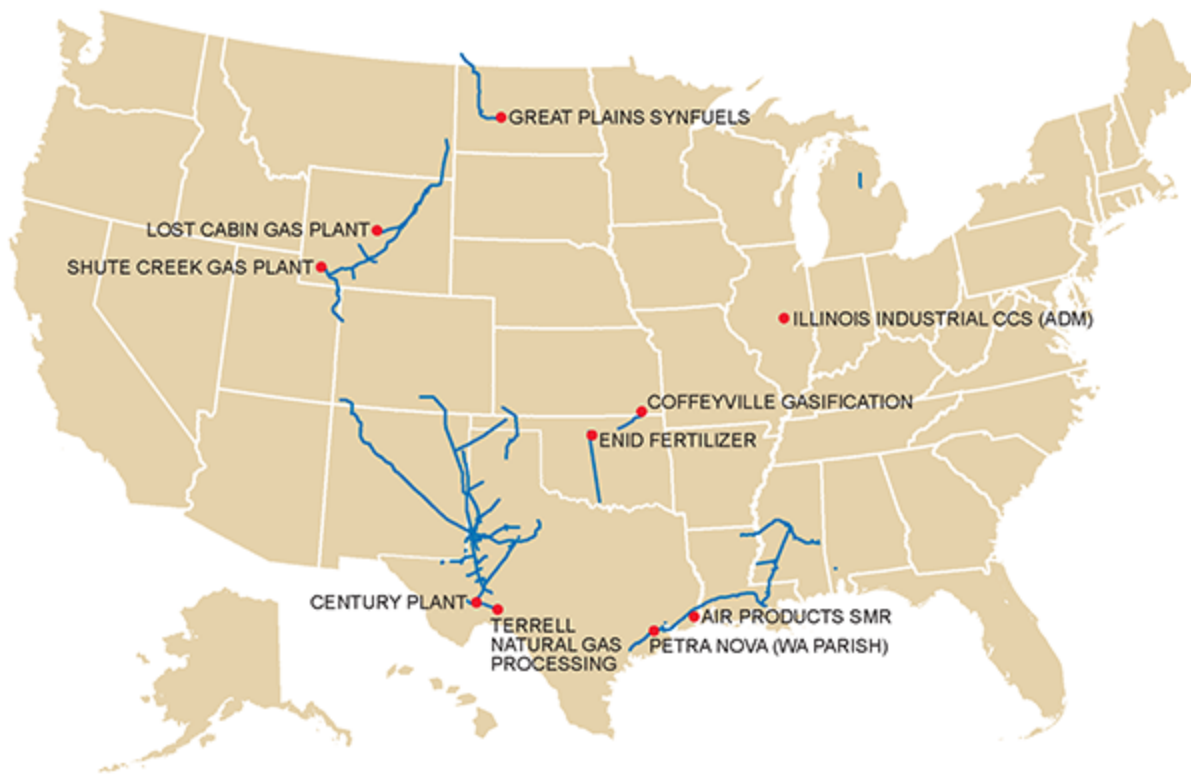 GREAT PLAINS SYNFUELS
LOST CABIN GAS PLANT
SHUTE CREEK GAS PLANT
ILLINOIS INDUSTRIAL CCS (ADM)
COFFEYVILLE GASIFICATION
ENID FERTILIZER
CENTURY PLANT
TERRELL
NATURAL GAS
PROCESSING
AIR PRODUCTS SMR
PETRA NOVA (WA PARISH)